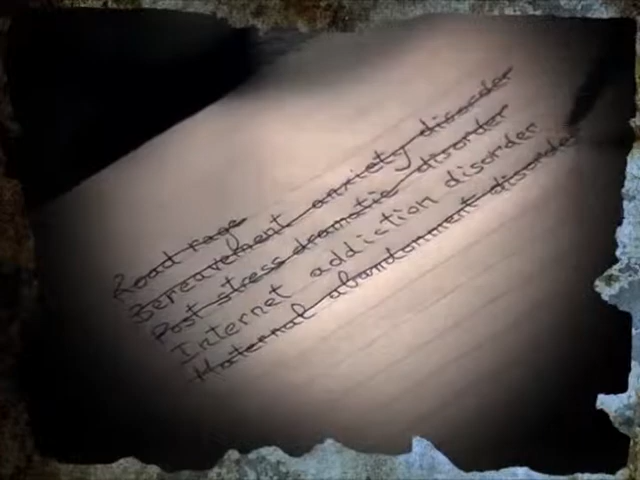 Road rage
Bereavement anxiety disorder
Post stress dramatic disorder
Internet addiction disorder
Maternal abandonment disorder